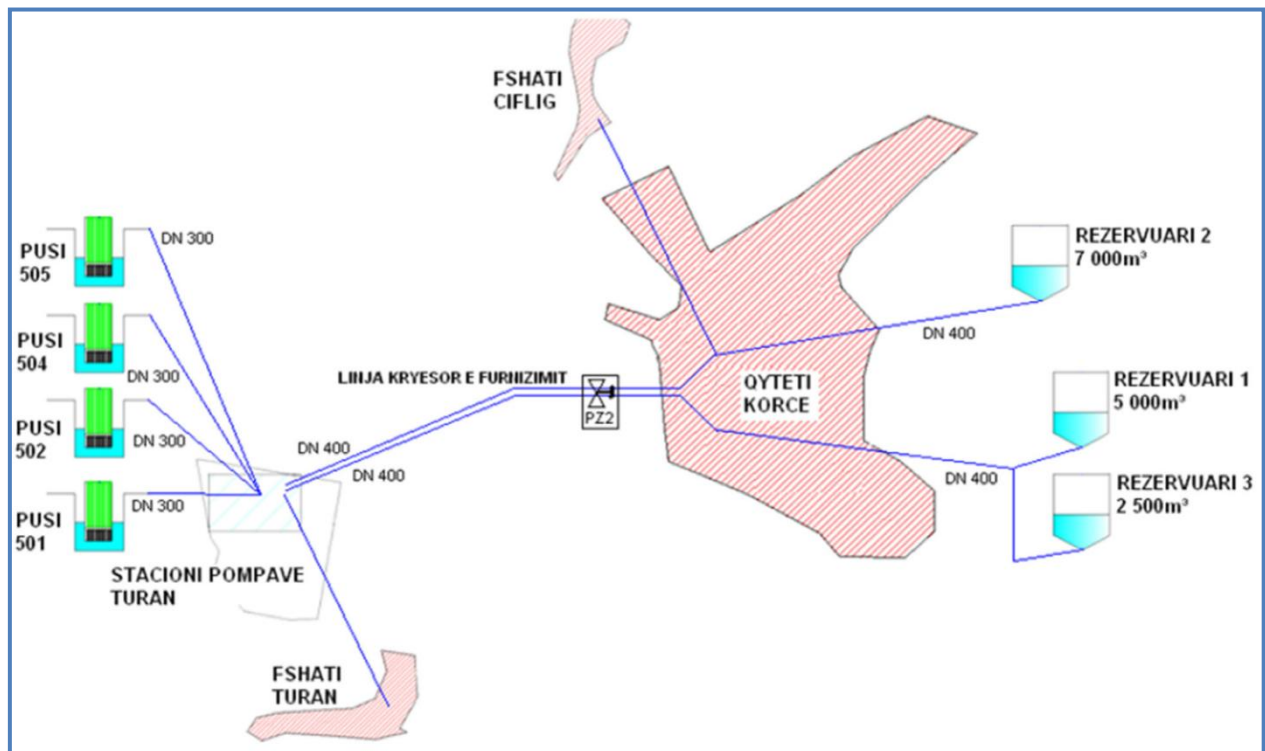 FSHATI
CIFLIG
PUSI
505
DN 300
REZERVUARI 2
7 000m³
PUSI
504
DN 300
DN 400
LINJA KRYESOR E FURNIZIMIT
PZ2
QYTETI
KORCE
REZERVUARI 1
5 000m³
PUSI
502
DN 300
DN 400
DN 400
DN 400
REZERVUARI 3
2 500m³
PUSI
501
DN 300
STACIONI POMPAVE
TURAN
FSHATI
TURAN